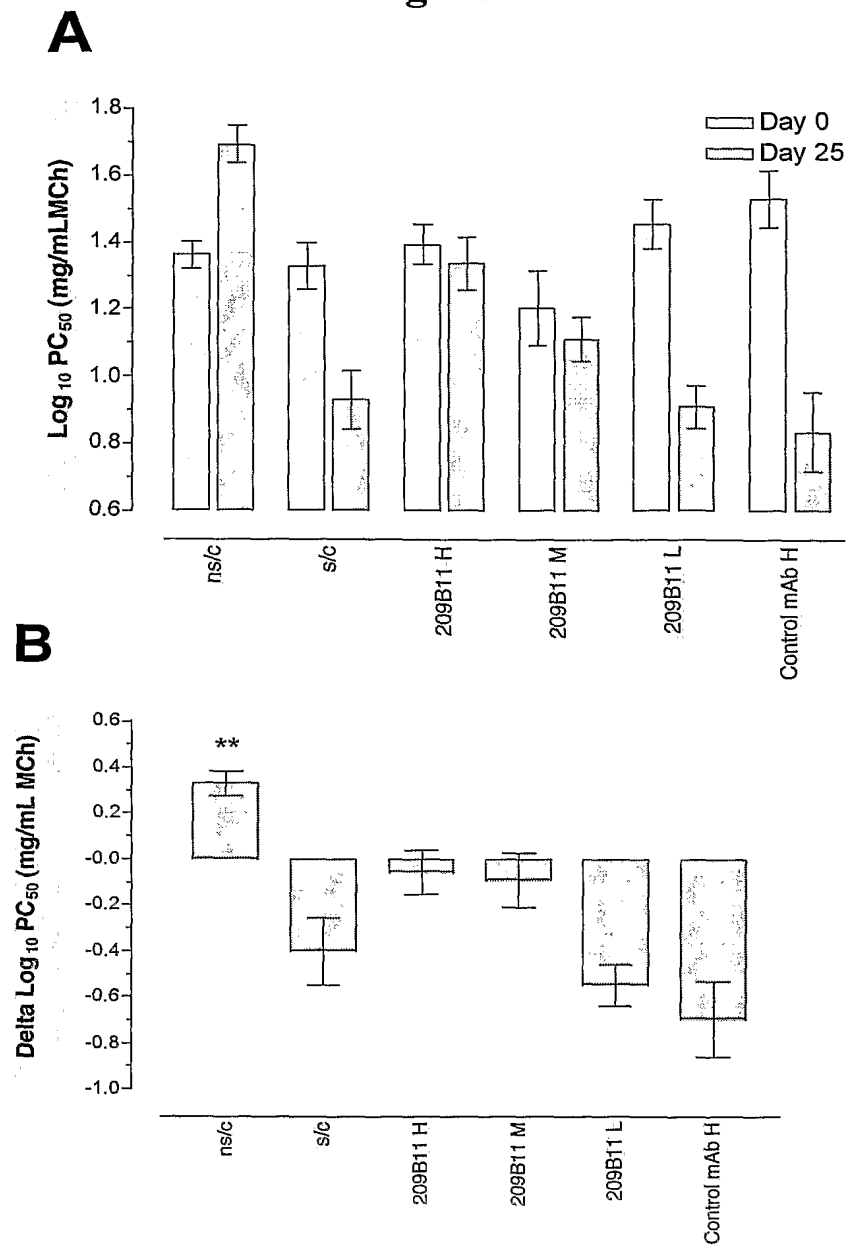 A
Log10 PC50 (mg/mLMCh)
1.8
1.6
1.4
1.2
1.0
0.8
0.6
Day 0
Day 25
ns/c
s/c
209B11 H
209B11 M
209B11 L
Control mAb H
B
Delta Log10 PC50 (mg/mL MCh)
0.6
0.4
0.2
-0.0
-0.2
-0.4
-0.6
-0.8
-1.0
**
ns/c
s/c
209B11 H
209B11 M
209B11 L
Control mAb H